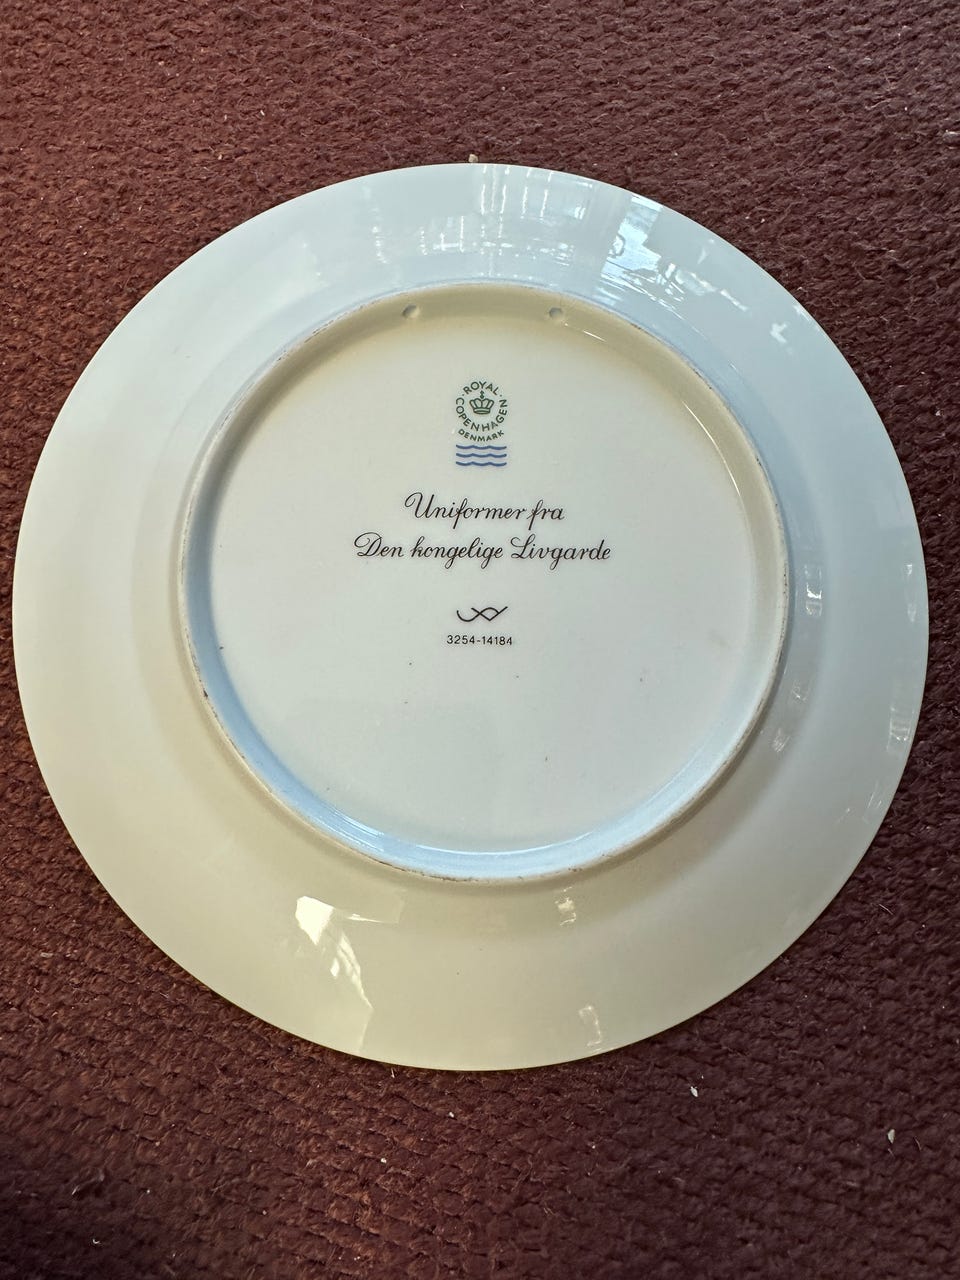 ROYAL
COPENHAGEN
DENMARK
Uniformer fra
Den kongelige Livgarde
3254-14184